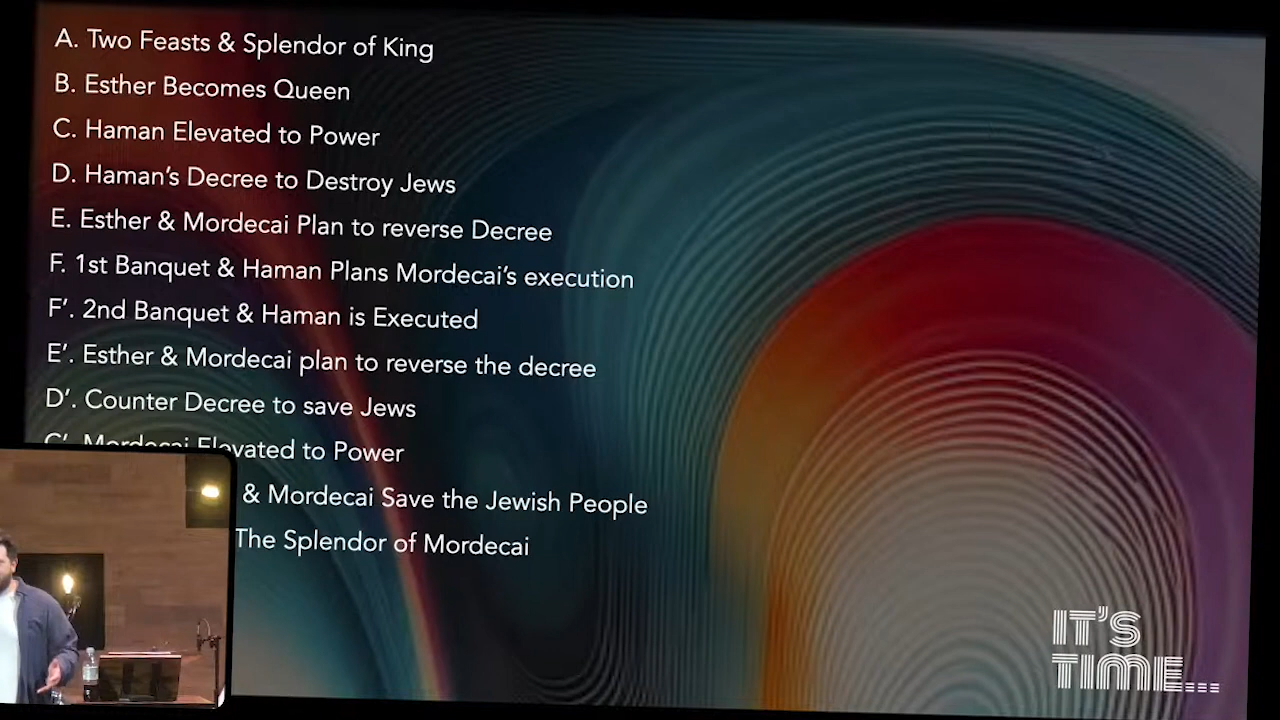 A. Two Feasts & Splendor of King
B. Esther Becomes Queen
C. Haman Elevated to Power
D. Haman’s Decree to Destroy Jews
E. Esther & Mordecai Plan to reverse Decree
F. 1st Banquet & Haman Plans Mordecai’s execution
F’. 2nd Banquet & Haman is Executed
E’. Esther & Mordecai plan to reverse the decree
D’. Counter Decree to save Jews
C’. Mordecai Elevated to Power
& Mordecai Save the Jewish People
The Splendor of Mordecai
IT’S
TIME...